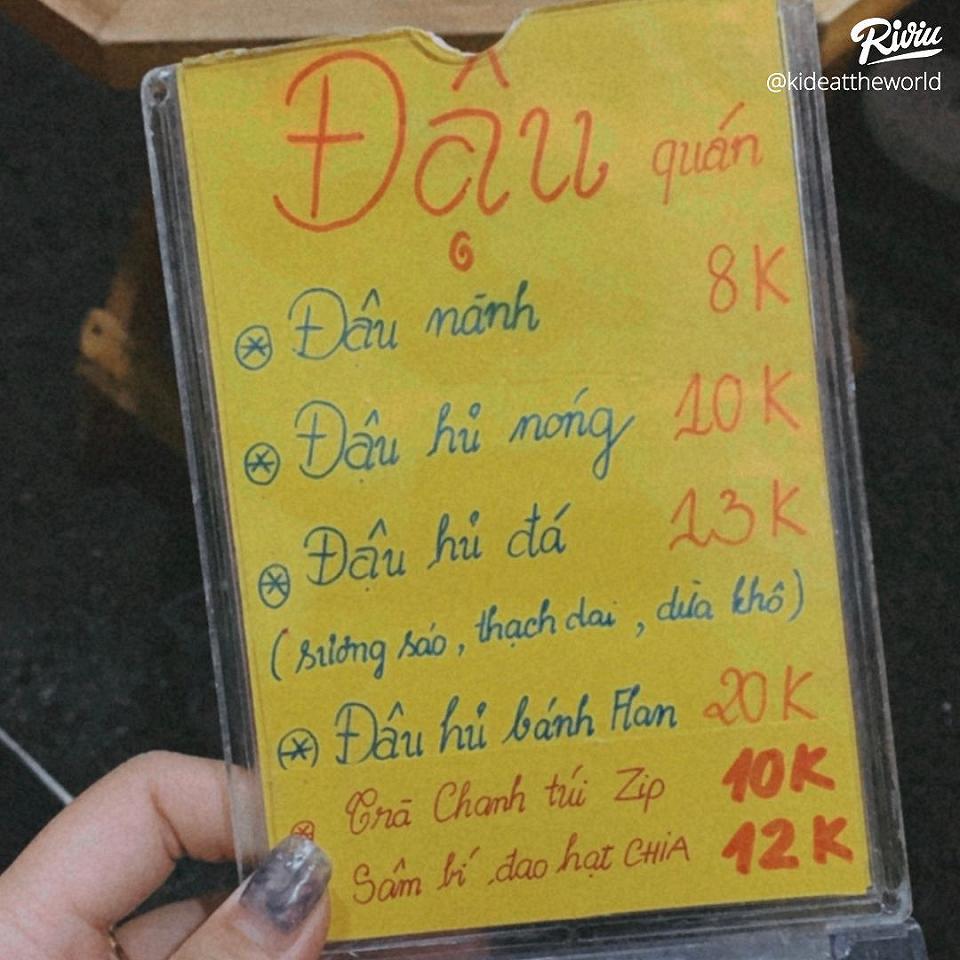 Riviu
@kideattheworld
Đậu quán
Đậu nành 8K
Đậu hủ nóng 10K
Đậu hủ đá 13K
(sương sáo, thạch dai, dừa khô)
Đậu hủ bánh Flan 20K
Trà Chanh túi Zip 10K
Sâm bí đao hạt CHIA 12K